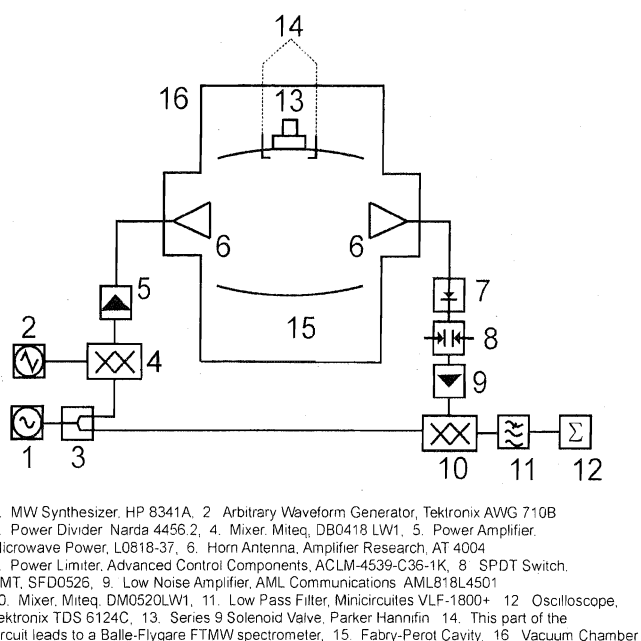 14
16
13
6
6
5
7
2
15
8
4
9
1
3
10
11
Σ
12
. MW Synthesizer, HP 8341A, 2 Arbitrary Waveform Generator, Tektronix AWG 710B
. Power Divider Narda 4456.2, 4. Mixer. Miteq, DB0418 LW1, 5. Power Amplifier.
Microwave Power, L0818-37, 6. Horn Antenna, Amplifier Research, AT 4004
. Power Limiter, Advanced Control Components, ACLM-4539-C36-1K, 8 SPDT Switch.
MT, SFD0526, 9. Low Noise Amplifier, AML Communications AML818L4501
0. Mixer, Miteq, DM0520LW1, 11. Low Pass Filter, Minicircuites VLF-1800+ 12 Oscilloscope,
ektronix TDS 6124C, 13. Series 9 Solenoid Valve, Parker Hannifin 14. This part of the
rcuit leads to a Balle-Flygare FTMW spectrometer, 15. Fabry-Perot Cavity, 16 Vacuum Chamber